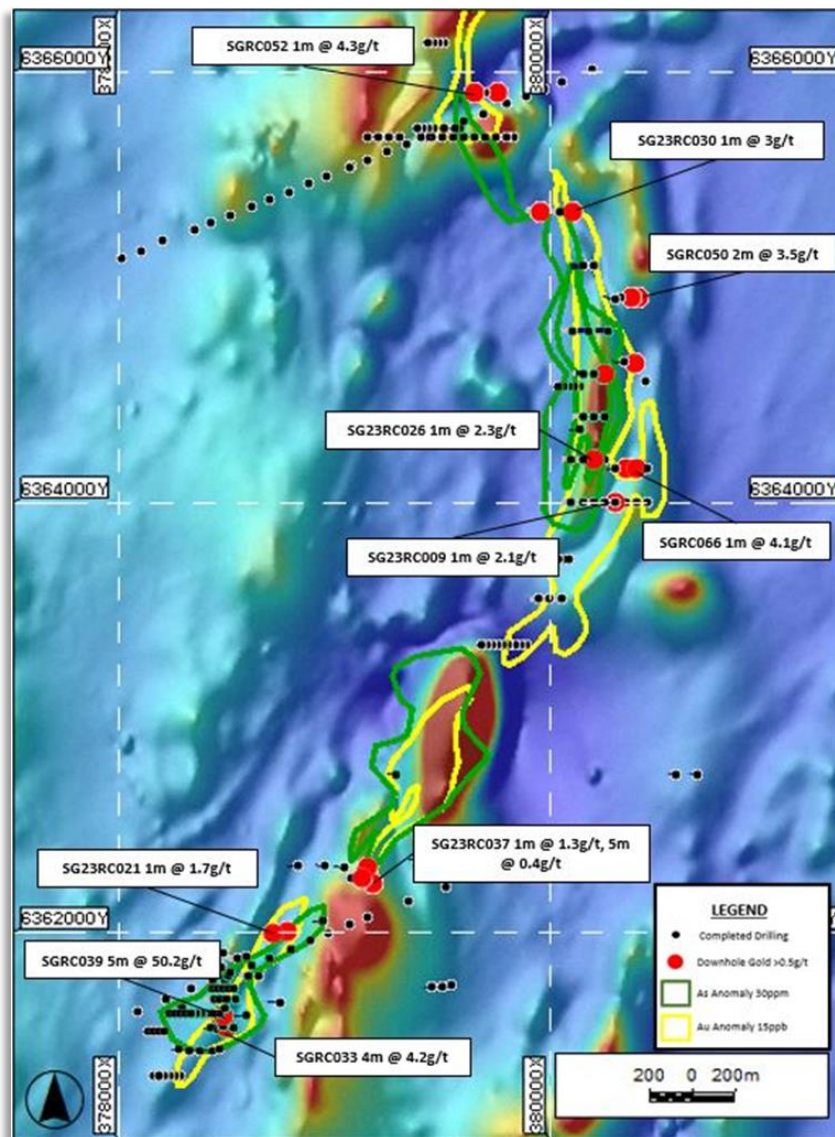 378000X
380000X
SGRC052 1m @ 4.3g/t
6366000Y
6366000Y
SG23RC030 1m @ 3g/t
SGRC050 2m @ 3.5g/t
SG23RC026 1m @ 2.3g/t
6364000Y
6364000Y
SG23RC009 1m @ 2.1g/t
SGRC066 1m @ 4.1g/t
SG23RC037 1m @ 1.3g/t, 5m
@ 0.4g/t
SG23RC021 1m @ 1.7g/t
6362000Y
6362000Y
SGRC039 5m @ 50.2g/t
SGRC033 4m @ 4.2g/t
LEGEND
Completed Drilling
Downhole Gold >0.5g/t
As Anomaly 30ppm
Au Anomaly 15ppb
200 0 200m
378000X
380000X